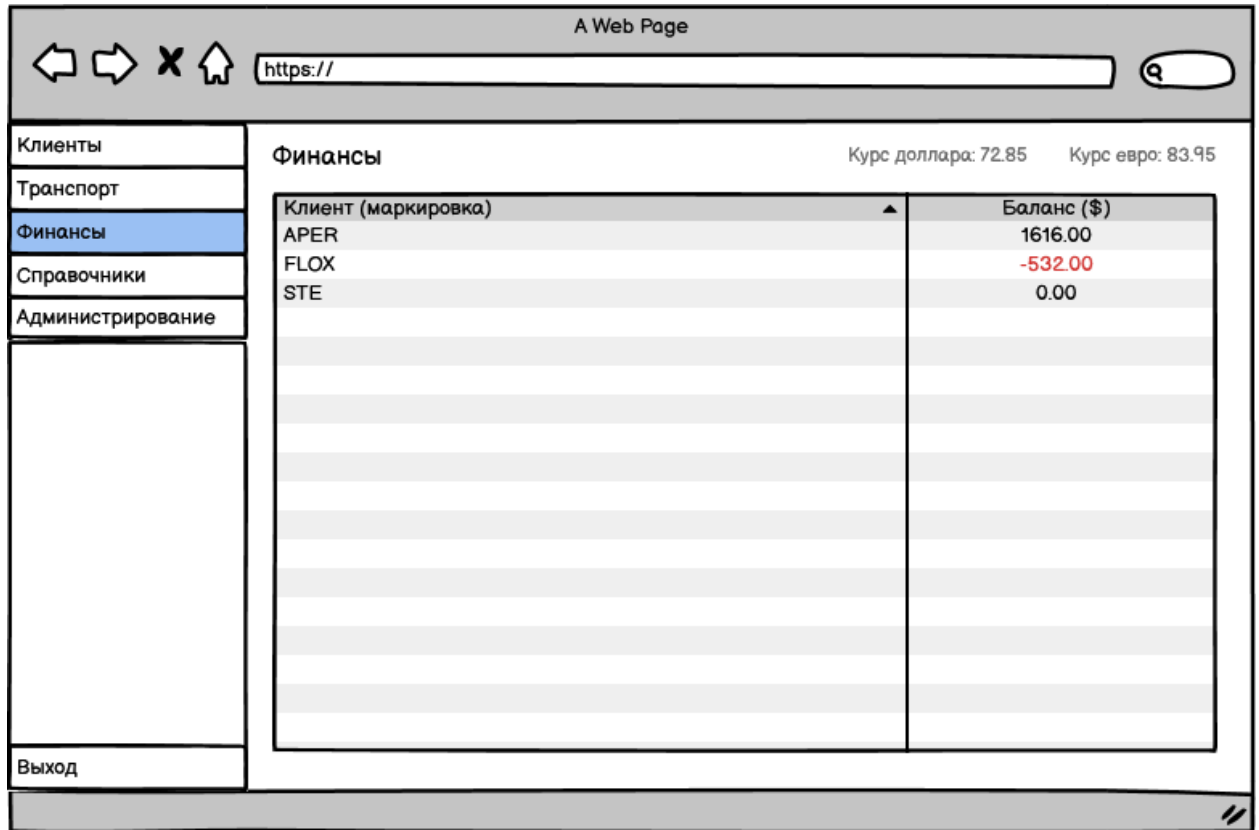 A Web Page
https://
Клиенты
Транспорт
Финансы
Справочники
Администрирование
Выход
Финансы
Курс доллара: 72.85 Курс евро: 83.95
Клиент (маркировка) Баланс ($)
APER 1616.00
FLOX -532.00
STE 0.00